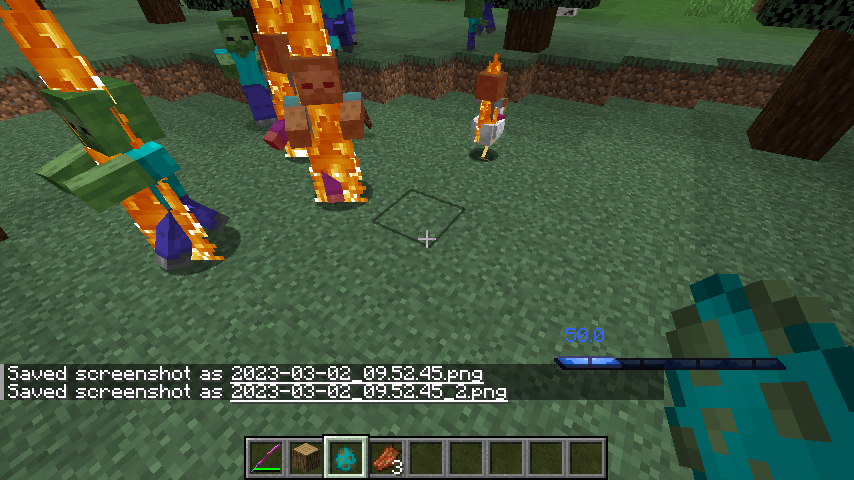 50.0
Saved screenshot as 2023-03-02_09.52.45.png
Saved screenshot as 2023-03-02_09.52.45_2.png
3